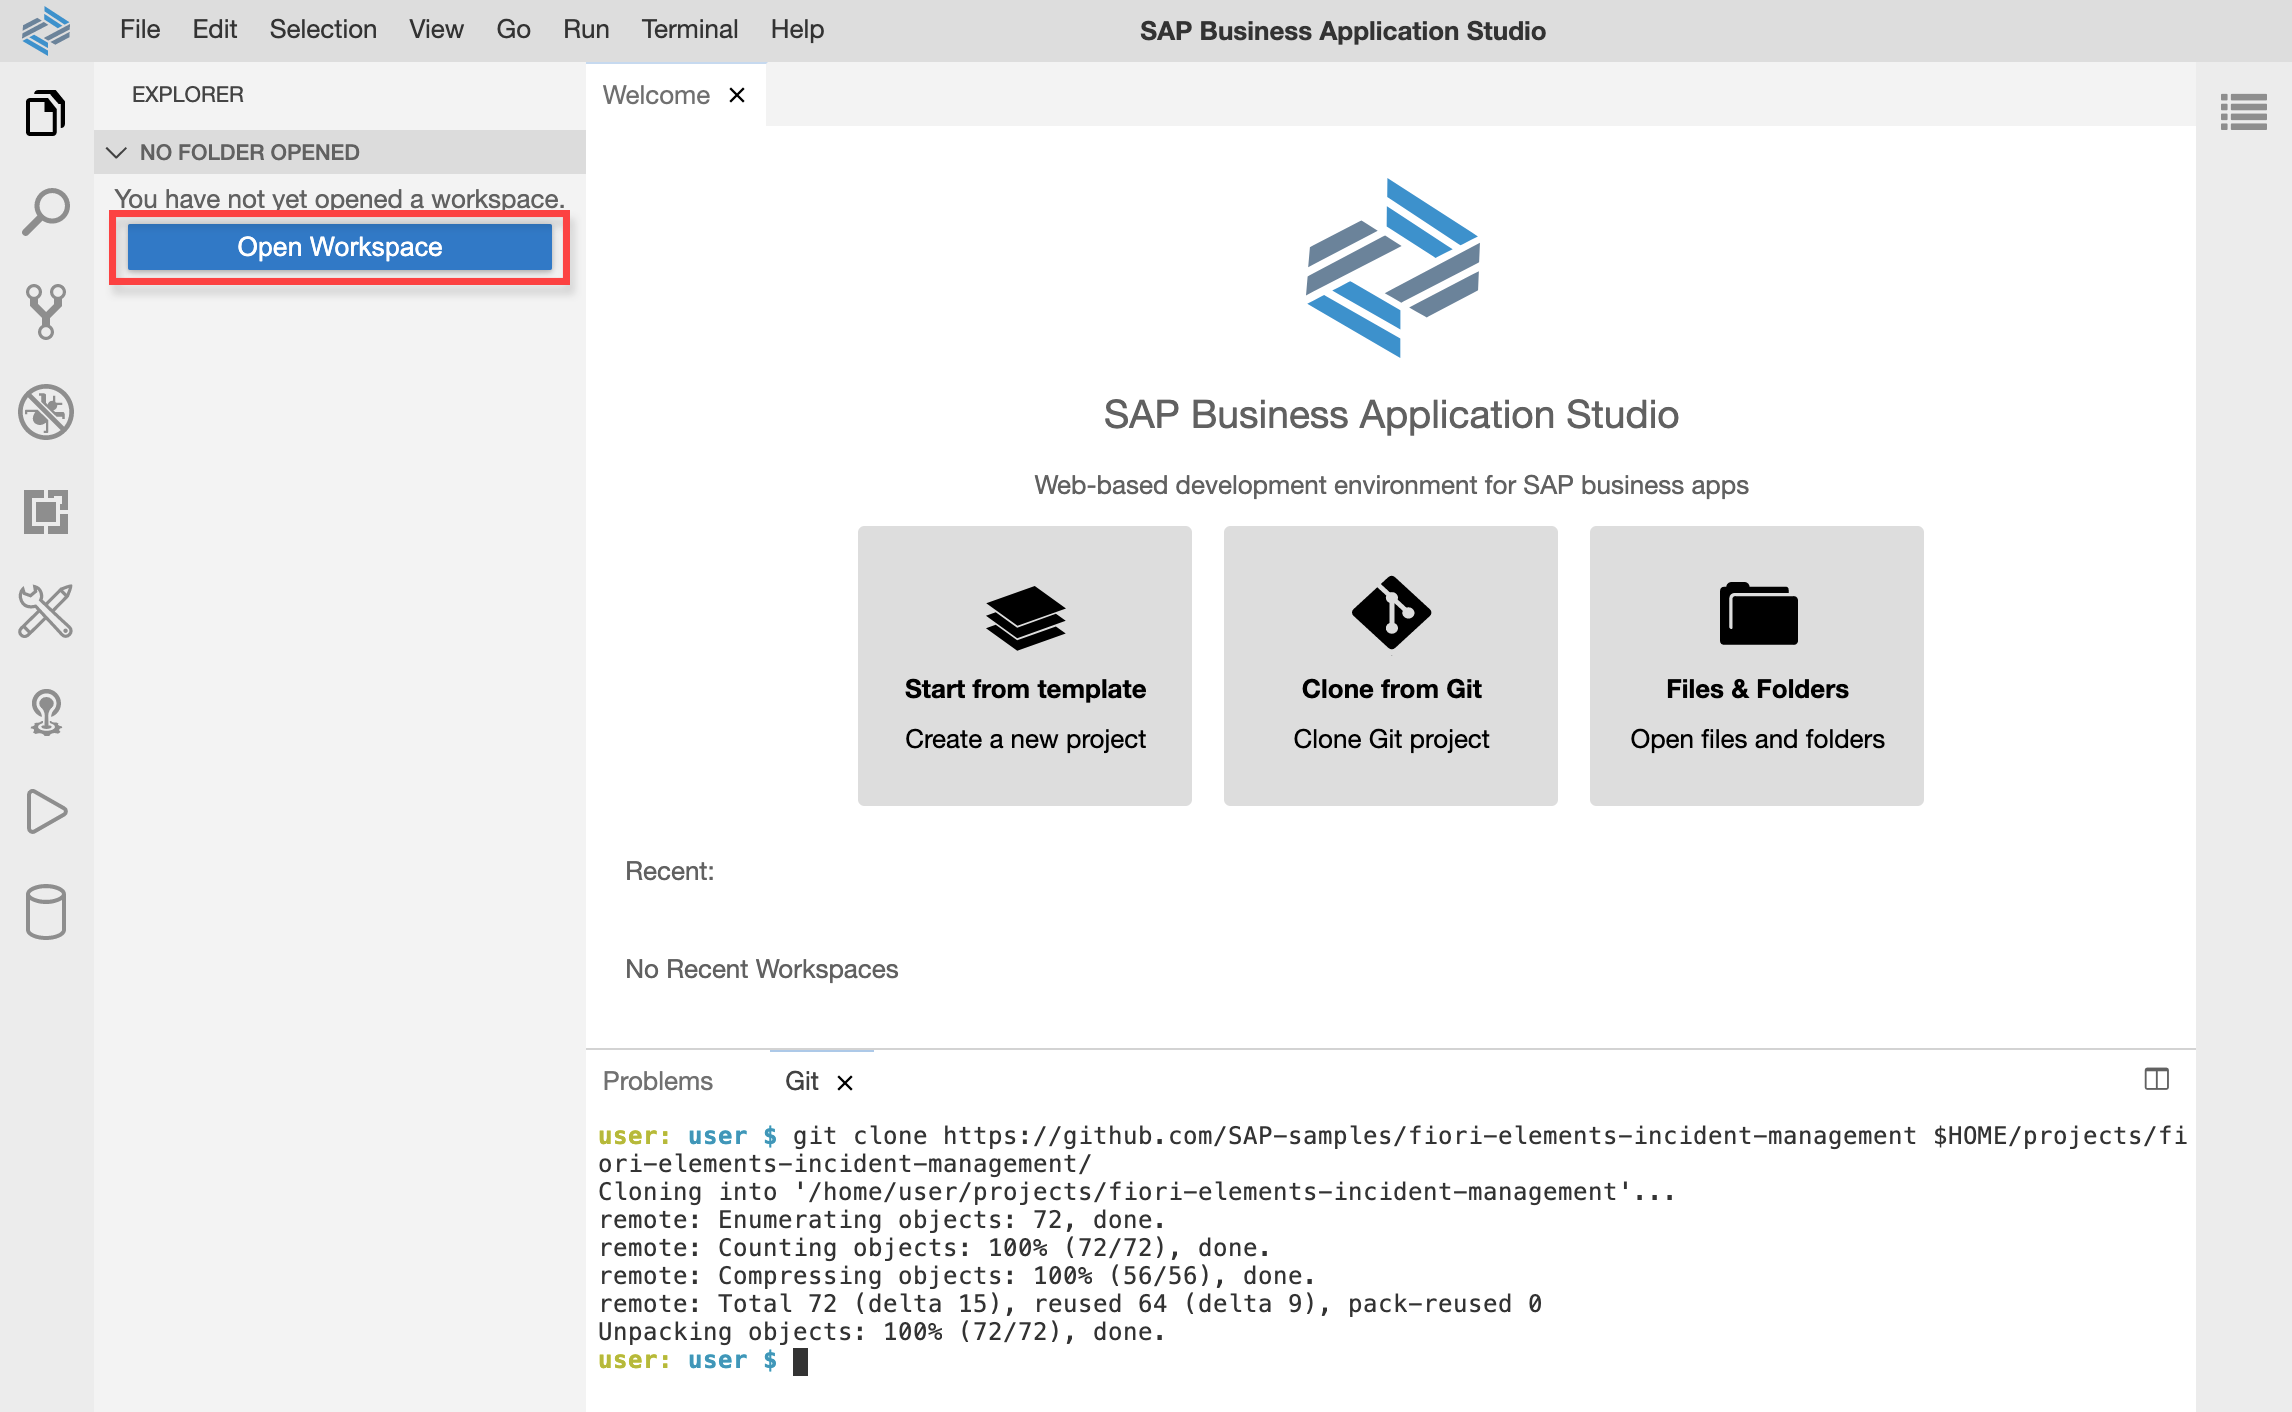 File Edit Selection View Go Run Terminal Help
SAP Business Application Studio
EXPLORER
NO FOLDER OPENED
You have not yet opened a workspace.
Open Workspace
Welcome
SAP Business Application Studio
Web-based development environment for SAP business apps
Start from template
Create a new project
Clone from Git
Clone Git project
Files & Folders
Open files and folders
Recent:
No Recent Workspaces
Problems Git
user: user $ git clone https://github.com/SAP-samples/fiori-elements-incident-management $HOME/projects/fi
ori-elements-incident-management/
Cloning into '/home/user/projects/fiori-elements-incident-management'...
remote: Enumerating objects: 72, done.
remote: Counting objects: 100% (72/72), done.
remote: Compressing objects: 100% (56/56), done.
remote: Total 72 (delta 15), reused 64 (delta 9), pack-reused 0
Unpacking objects: 100% (72/72), done.
user: user $